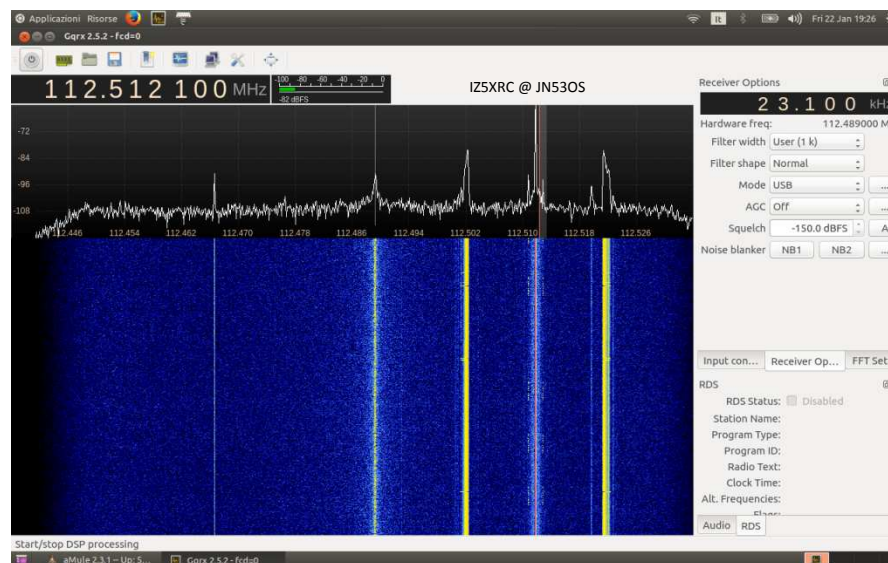 Applicazioni Risorse It Fri 22 Jan 19:26
Gqrx 2.5.2 - fcd=0
112.512 100 MHz
-100 -80 -60 -40 -20 0
-82 dBFS
IZ5XRC @ JN53OS
-72
-84
-96
-108
112.446 112.454 112.462 112.470 112.478 112.486 112.494 112.502 112.510 112.518 112.526
Receiver Options
23.100 kHz
Hardware freq: 112.489000 M
Filter width User (1 k)
Filter shape Normal
Mode USB ...
AGC Off ...
Squelch -150.0 dBFS A
Noise blanker NB1 NB2 ...
Input con... Receiver Op... FFT Set
RDS
RDS Status: Disabled
Station Name:
Program Type:
Program ID:
Radio Text:
Clock Time:
Alt. Frequencies:
Flags:
Audio RDS
Start/stop DSP processing
aMule 2.3.1 – Up: 5... Gqrx 2.5.2 - fcd=0